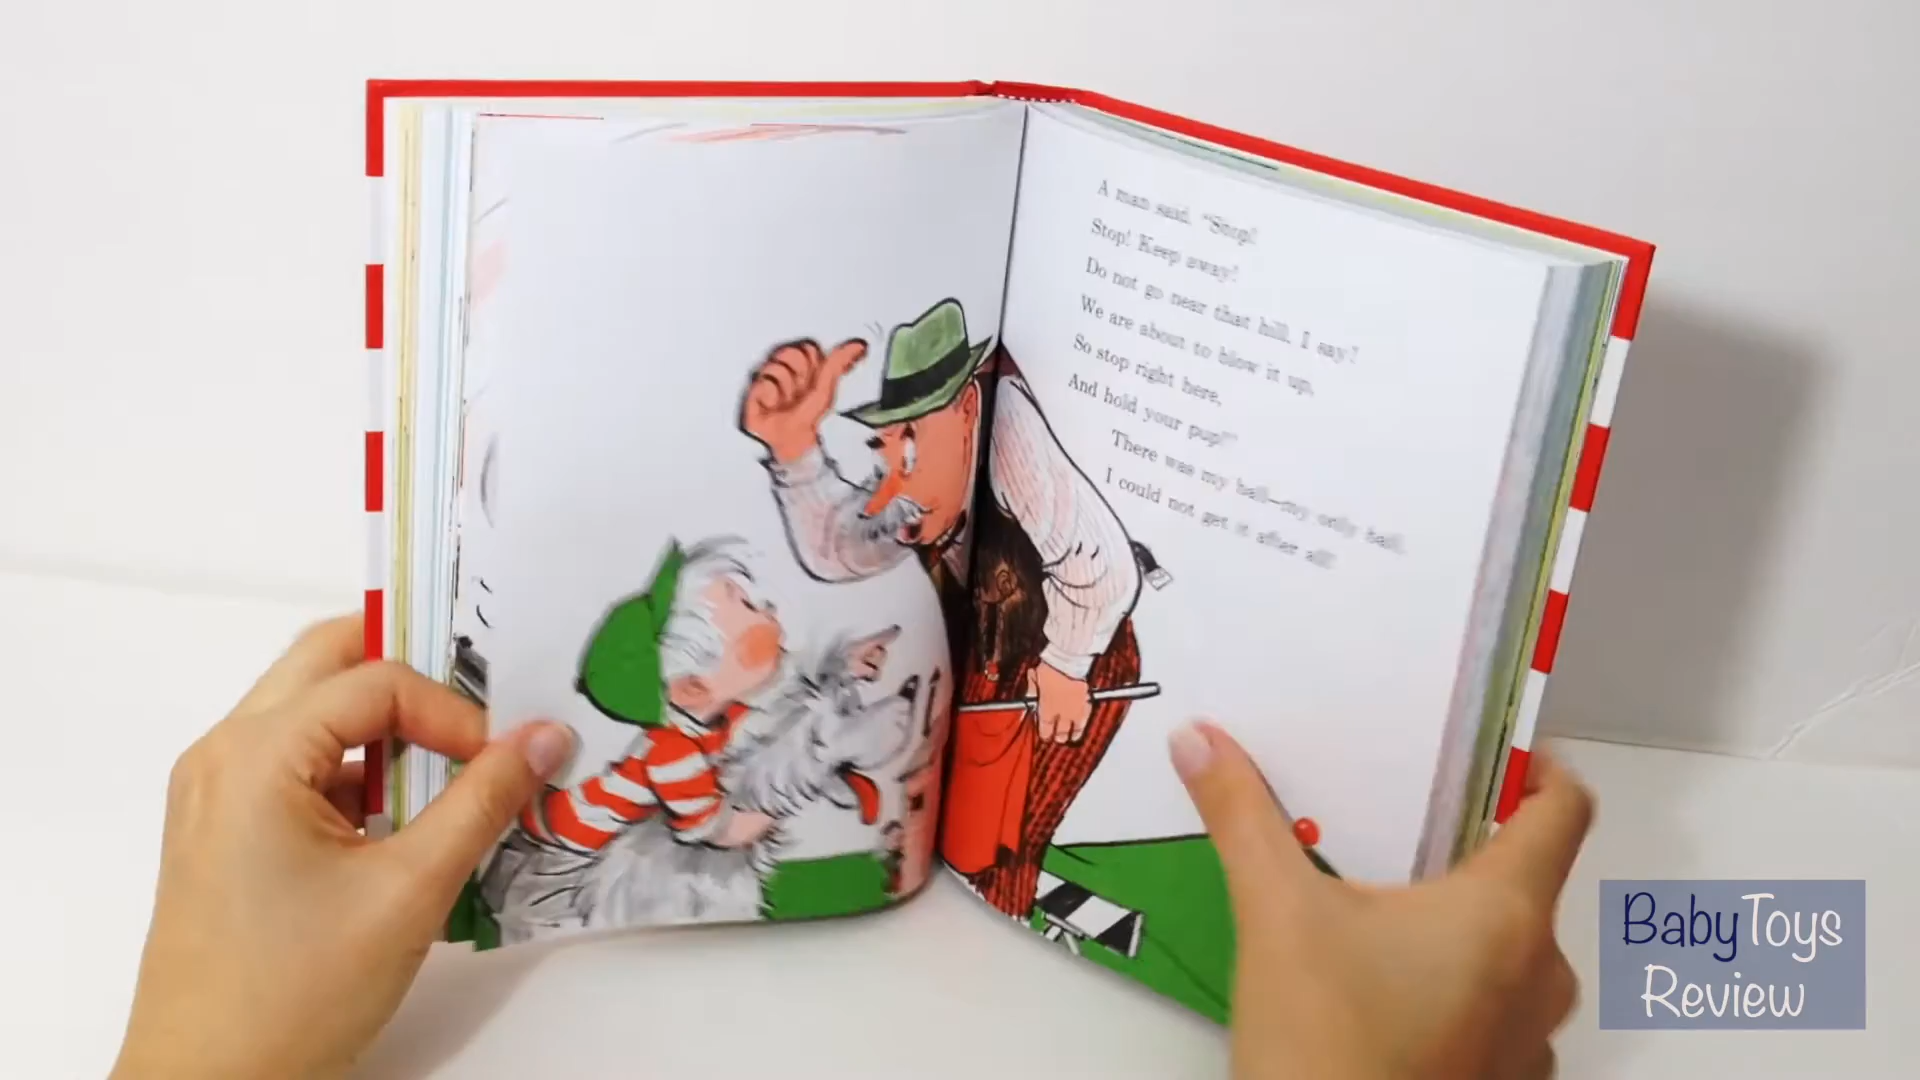 A man said, "Stop!
Stop! Keep away!
Do not go near that hill, I say!
We are about to blow it up,
So stop right here,
And hold your pup!"
There was my ball—my only ball.
I could not get it after all!
BabyToys
Review